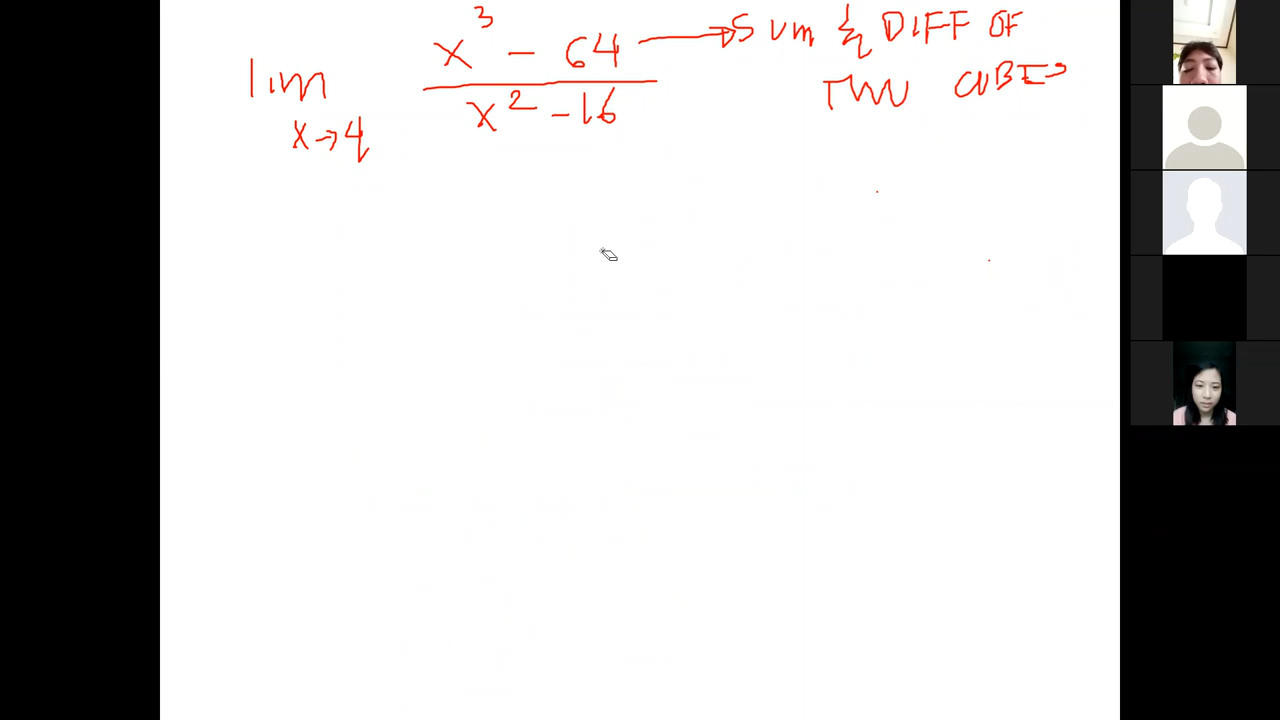 lim x→4 x³ - 64 / x² - 16 → SUM & DIFF OF
TWO CUBES